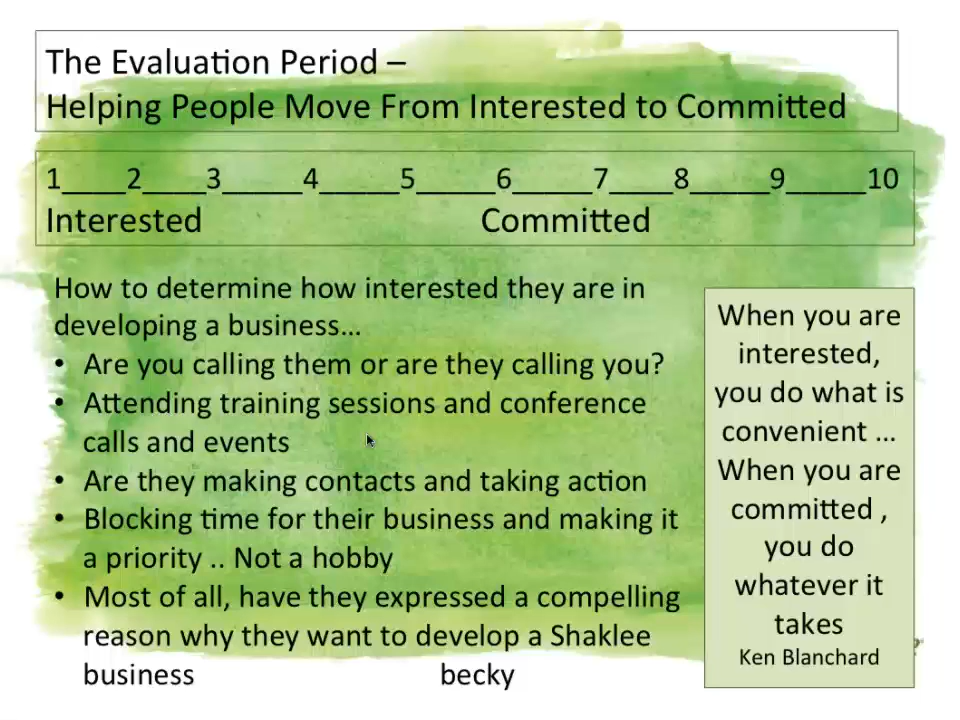 The Evaluation Period –
Helping People Move From Interested to Committed
1____2____3_____4_____5_____6_____7____8_____9_____10
Interested Committed
How to determine how interested they are in
developing a business...
• Are you calling them or are they calling you?
• Attending training sessions and conference
calls and events
• Are they making contacts and taking action
• Blocking time for their business and making it
a priority .. Not a hobby
• Most of all, have they expressed a compelling
reason why they want to develop a Shaklee
business becky
When you are
interested,
you do what is
convenient ...
When you are
committed ,
you do
whatever it
takes
Ken Blanchard